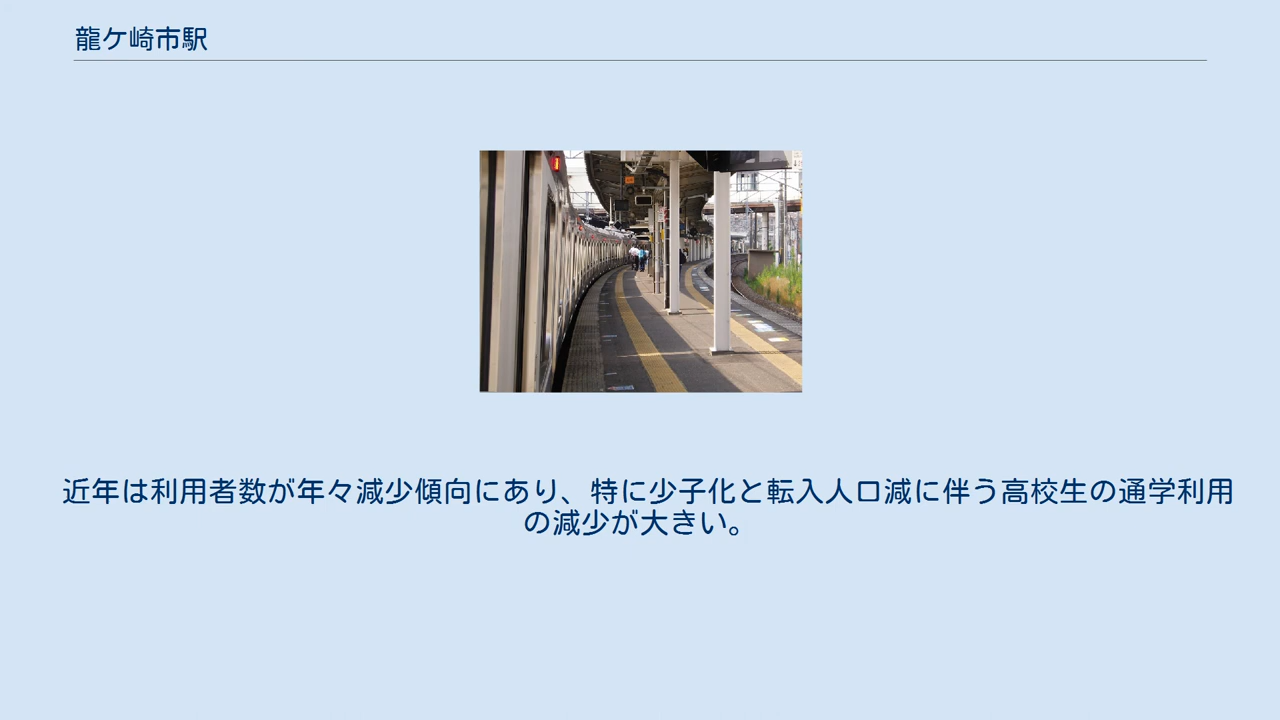 龍ケ崎市駅
近年は利用者数が年々減少傾向にあり、特に少子化と転入人口減に伴う高校生の通学利用
の減少が大きい。